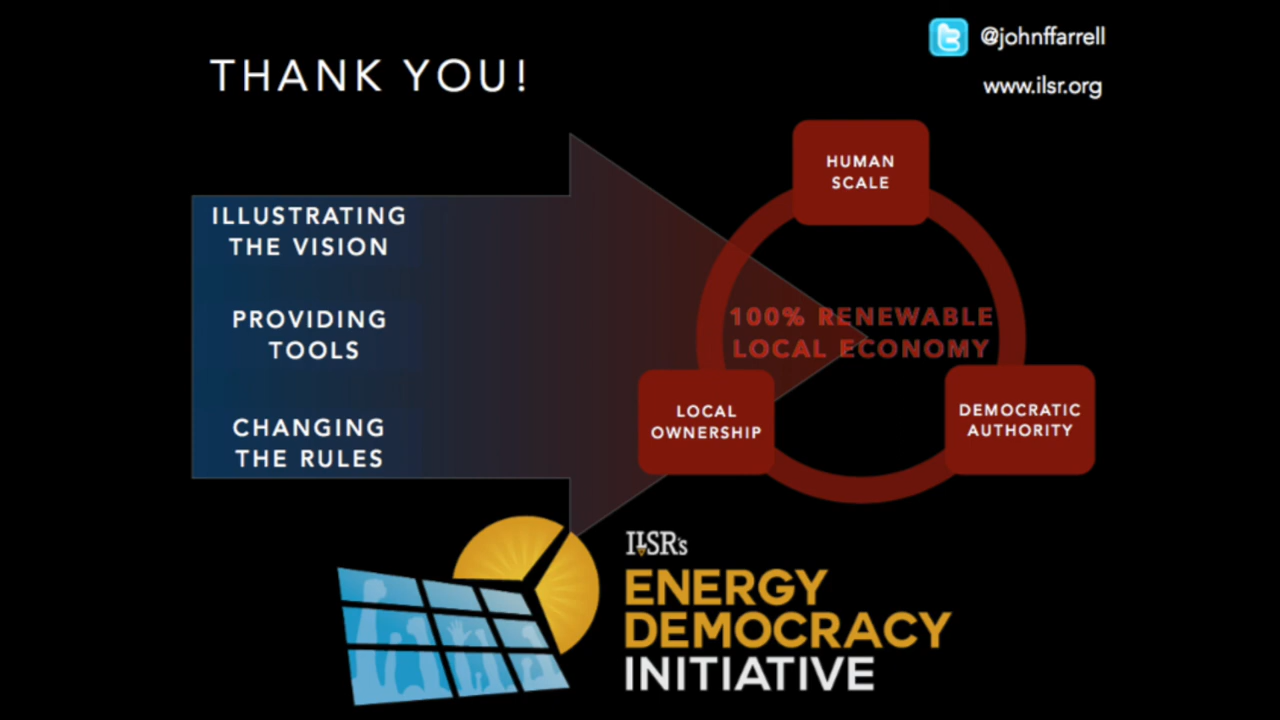 THANK YOU!
@johnffarrell
www.ilsr.org
ILLUSTRATING
THE VISION
PROVIDING
TOOLS
CHANGING
THE RULES
HUMAN
SCALE
100% RENEWABLE
LOCAL ECONOMY
LOCAL
OWNERSHIP
DEMOCRATIC
AUTHORITY
ILSR's
ENERGY
DEMOCRACY
INITIATIVE